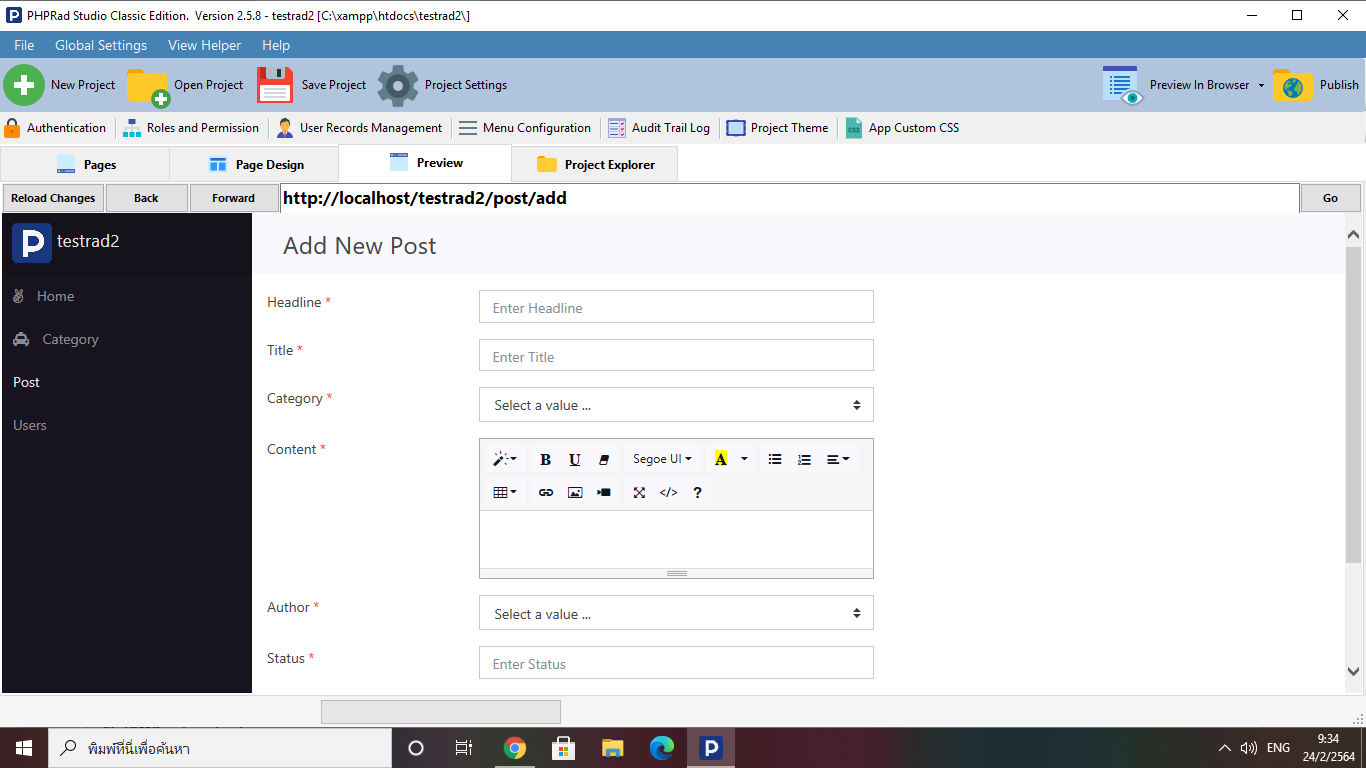 PHPRad Studio Classic Edition. Version 2.5.8 - testrad2 [C:\xampp\htdocs\testrad2\]
File Global Settings View Helper Help
New Project Open Project Save Project Project Settings Preview In Browser Publish
Authentication Roles and Permission User Records Management Menu Configuration Audit Trail Log Project Theme CSS App Custom CSS
Pages Page Design Preview Project Explorer
Reload Changes Back Forward http://localhost/testrad2/post/add Go
P testrad2
Add New Post
Home
Category
Post
Users
Headline * Enter Headline
Title * Enter Title
Category * Select a value ...
Content *
B U Segoe UI A
</> ?
Author * Select a value ...
Status * Enter Status
พิมพ์ที่นี่เพื่อค้นหา
P
ENG
9:34
24/2/2564